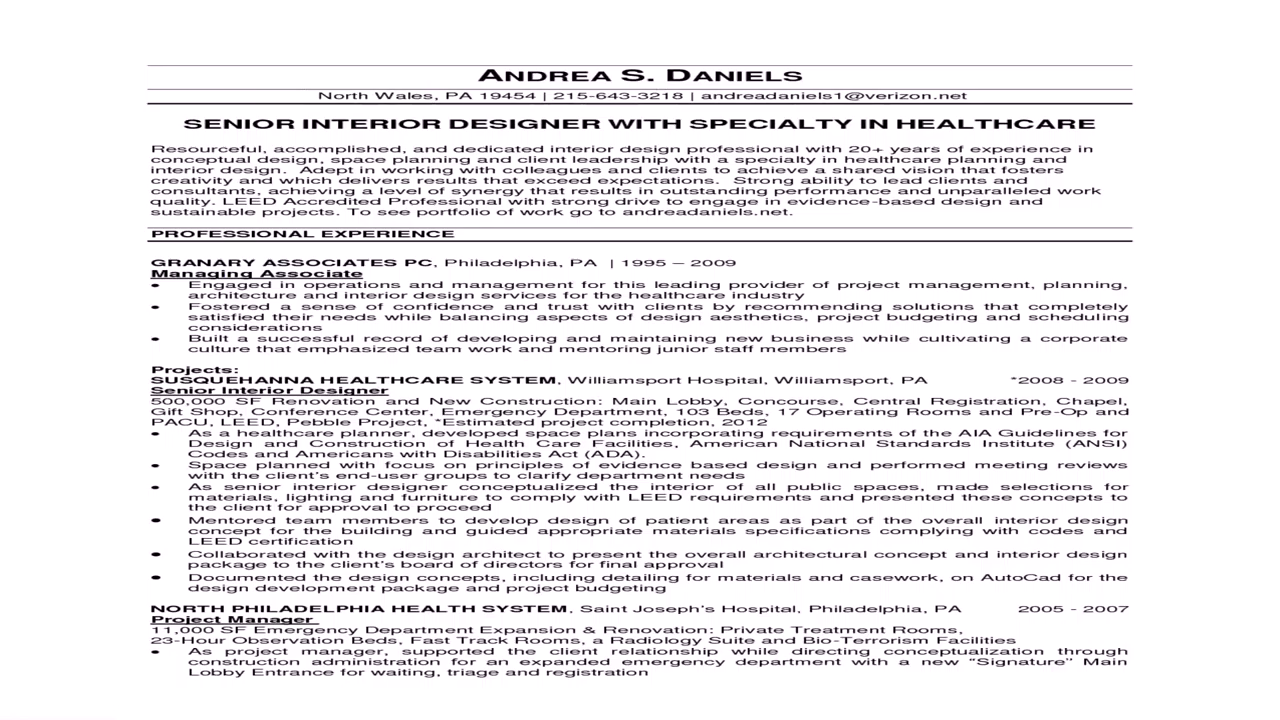 ANDREA S. DANIELS
North Wales, PA 19454 | 215-643-3218 | andreadaniels1@verizon.net
SENIOR INTERIOR DESIGNER WITH SPECIALTY IN HEALTHCARE
Resourceful, accomplished, and dedicated interior design professional with 20+ years of experience in
conceptual design, space planning and client leadership with a specialty in healthcare planning and
interior design. Adept in working with colleagues and clients to achieve a shared vision that fosters
creativity and which delivers results that exceed expectations. Strong ability to lead clients and
consultants, achieving a level of synergy that results in outstanding performance and unparalleled work
quality. LEED Accredited Professional with strong drive to engage in evidence-based design and
sustainable projects. To see portfolio of work go to andreadaniels.net.
PROFESSIONAL EXPERIENCE
GRANARY ASSOCIATES PC, Philadelphia, PA | 1995 – 2009
Managing Associate
• Engaged in operations and management for this leading provider of project management, planning,
architecture and interior design services for the healthcare industry
• Fostered a sense of confidence and trust with clients by recommending solutions that completely
satisfied their needs while balancing aspects of design aesthetics, project budgeting and scheduling
considerations
• Built a successful record of developing and maintaining new business while cultivating a corporate
culture that emphasized team work and mentoring junior staff members
Projects:
SUSQUEHANNA HEALTHCARE SYSTEM, Williamsport Hospital, Williamsport, PA *2008 - 2009
Senior Interior Designer
500,000 SF Renovation and New Construction: Main Lobby, Concourse, Central Registration, Chapel,
Gift Shop, Conference Center, Emergency Department, 103 Beds, 17 Operating Rooms and Pre-Op and
PACU, LEED, Pebble Project, *Estimated project completion, 2012
• As a healthcare planner, developed space plans incorporating requirements of the AIA Guidelines for
Design and Construction of Health Care Facilities, American National Standards Institute (ANSI)
Codes and Americans with Disabilities Act (ADA).
• Space planned with focus on principles of evidence based design and performed meeting reviews
with the client's end-user groups to clarify department needs
• As senior interior designer conceptualized the interior of all public spaces, made selections for
materials, lighting and furniture to comply with LEED requirements and presented these concepts to
the client for approval to proceed
• Mentored team members to develop design of patient areas as part of the overall interior design
concept for the building and guided appropriate materials specifications complying with codes and
LEED certification
• Collaborated with the design architect to present the overall architectural concept and interior design
package to the client's board of directors for final approval
• Documented the design concepts, including detailing for materials and casework, on AutoCad for the
design development package and project budgeting
NORTH PHILADELPHIA HEALTH SYSTEM, Saint Joseph's Hospital, Philadelphia, PA 2005 - 2007
Project Manager
11,000 SF Emergency Department Expansion & Renovation: Private Treatment Rooms,
23-Hour Observation Beds, Fast Track Rooms, a Radiology Suite and Bio-Terrorism Facilities
• As project manager, supported the client relationship while directing conceptualization through
construction administration for an expanded emergency department with a new “Signature” Main
Lobby Entrance for waiting, triage and registration